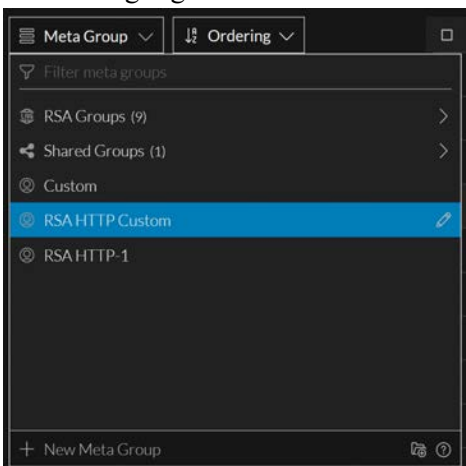 Meta Group Ordering
Filter meta groups
RSA Groups (9)
Shared Groups (1)
Custom
RSA HTTP Custom
RSA HTTP-1
New Meta Group